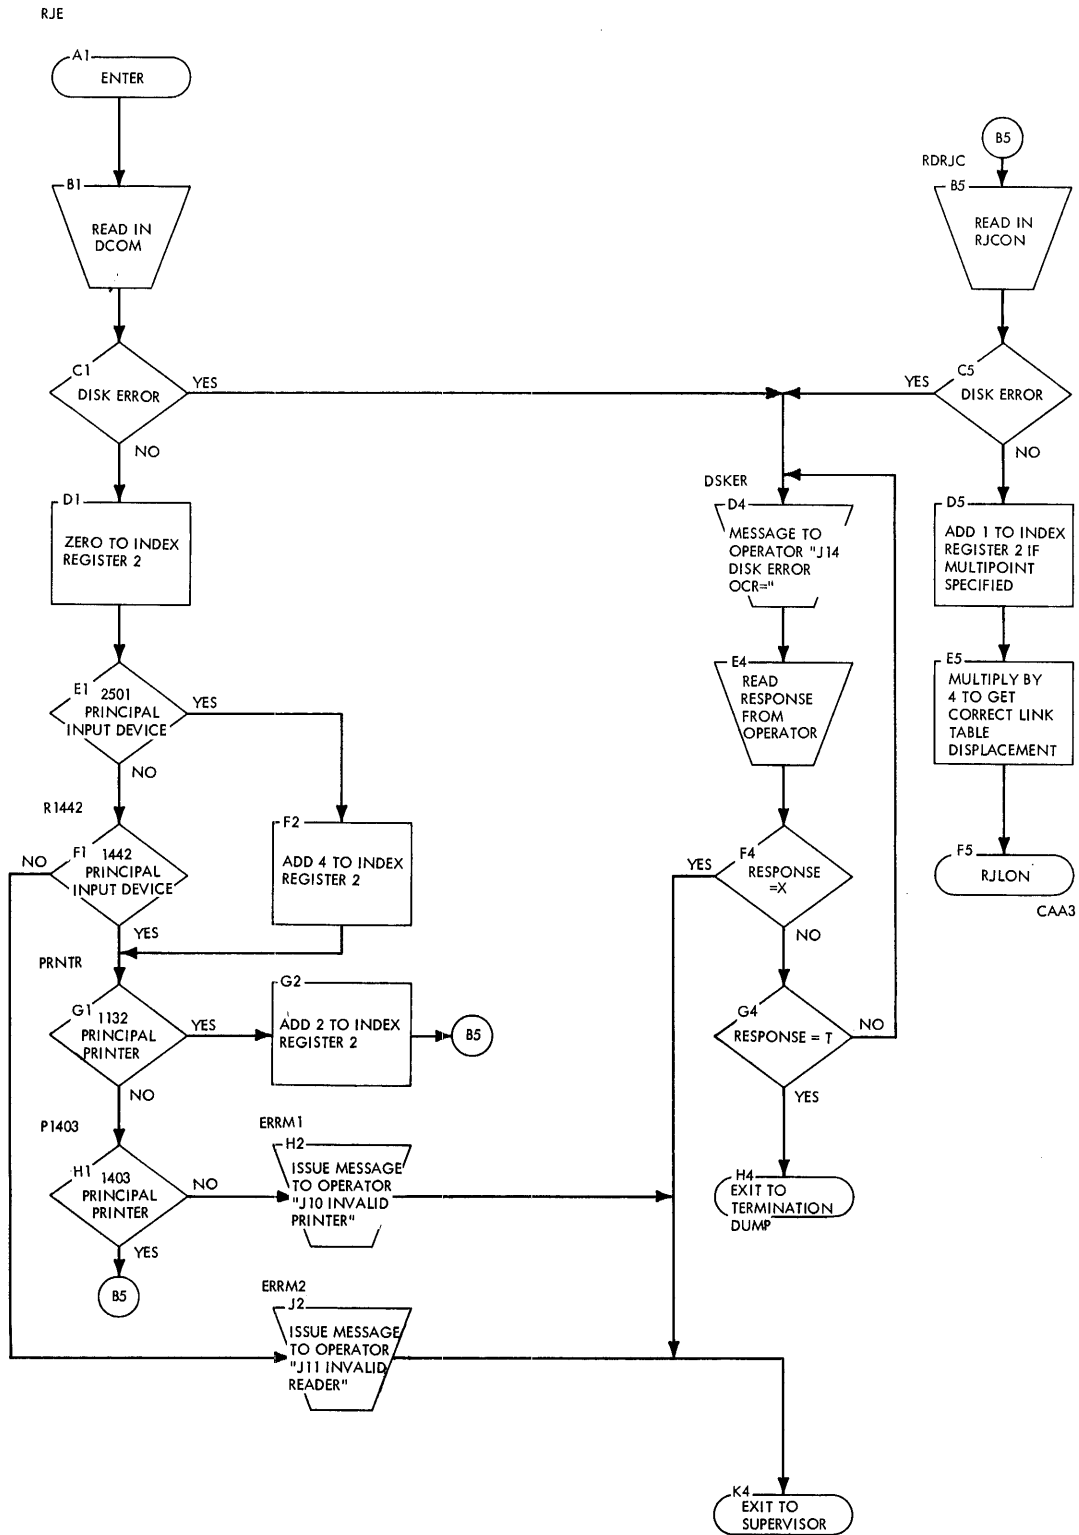 RJE
A1
ENTER
B1
READ IN
DCOM
C1
DISK ERROR
YES
NO
D1
ZERO TO INDEX
REGISTER 2
E1
2501
PRINCIPAL
INPUT DEVICE
YES
NO
R1442
F1
1442
PRINCIPAL
INPUT DEVICE
NO
YES
F2
ADD 4 TO INDEX
REGISTER 2
PRNTR
G1
1132
PRINCIPAL
PRINTER
YES
NO
G2
ADD 2 TO INDEX
REGISTER 2
B5
P1403
H1
1403
PRINCIPAL
PRINTER
NO
YES
B5
ERRM1
H2
ISSUE MESSAGE
TO OPERATOR
"J10 INVALID
PRINTER"
ERRM2
J2
ISSUE MESSAGE
TO OPERATOR
"J11 INVALID
READER"
DSKER
D4
MESSAGE TO
OPERATOR "J14
DISK ERROR
OCR="
E4
READ
RESPONSE
FROM
OPERATOR
F4
RESPONSE
=X
YES
NO
G4
RESPONSE = T
NO
YES
H4
EXIT TO
TERMINATION
DUMP
K4
EXIT TO
SUPERVISOR
B5
RDRJC
B5
READ IN
RJCON
C5
DISK ERROR
YES
NO
D5
ADD 1 TO INDEX
REGISTER 2 IF
MULTIPOINT
SPECIFIED
E5
MULTIPLY BY
4 TO GET
CORRECT LINK
TABLE
DISPLACEMENT
F5
RJLON
CAA3